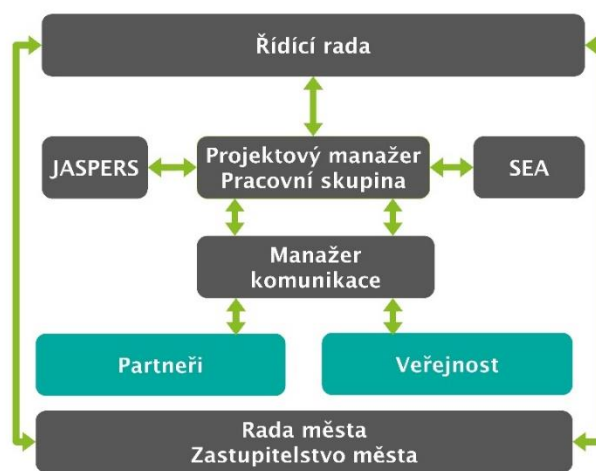 Řídící rada
JASPERS
Projektový manažer
Pracovní skupina
SEA
Manažer
komunikace
Partneři
Veřejnost
Rada města
Zastupitelstvo města